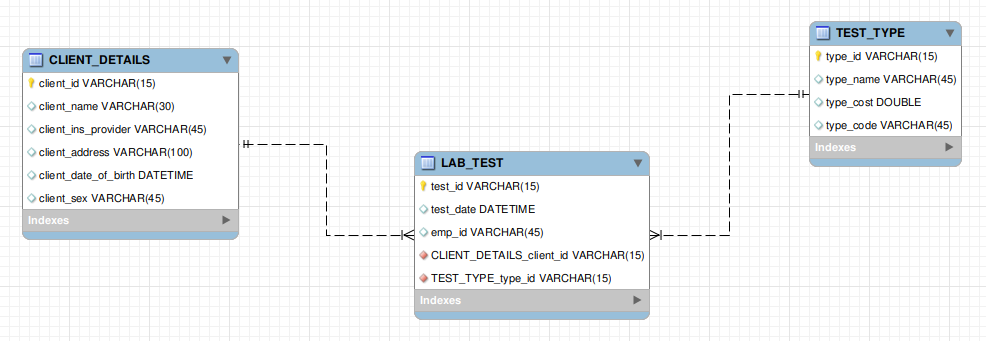 CLIENT_DETAILS
client_id VARCHAR(15)
client_name VARCHAR(30)
client_ins_provider VARCHAR(45)
client_address VARCHAR(100)
client_date_of_birth DATETIME
client_sex VARCHAR(45)
Indexes
LAB_TEST
test_id VARCHAR(15)
test_date DATETIME
emp_id VARCHAR(45)
CLIENT_DETAILS_client_id VARCHAR(15)
TEST_TYPE_type_id VARCHAR(15)
Indexes
TEST_TYPE
type_id VARCHAR(15)
type_name VARCHAR(45)
type_cost DOUBLE
type_code VARCHAR(45)
Indexes